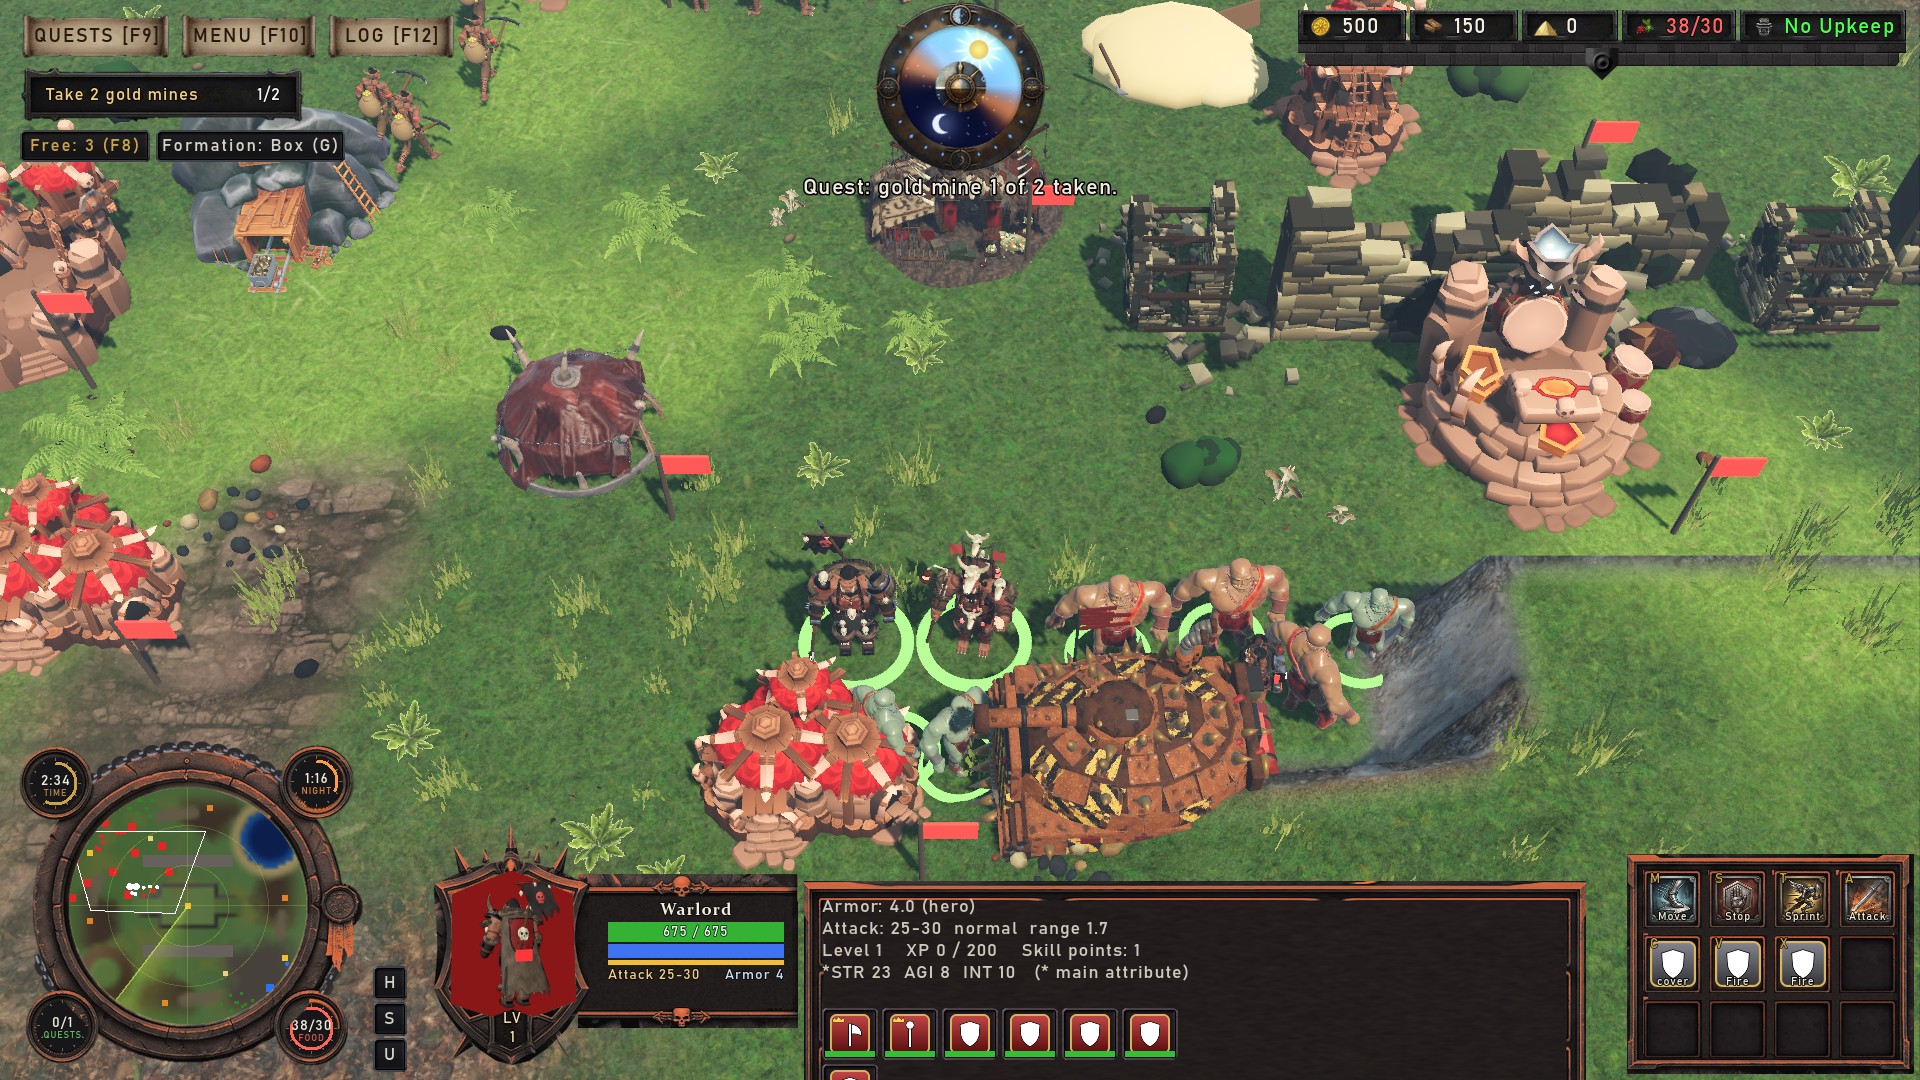 QUESTS [F9]
MENU [F10]
LOG [F12]
500
150
0
38/30
No Upkeep
Take 2 gold mines 1/2
Free: 3 (F8)
Formation: Box (G)
Quest: gold mine 1 of 2 taken.
2:34
TIME
1:16
NIGHT
0/1
QUESTS
38/30
FOOD
H
S
U
LV
1
Warlord
675 / 675
Attack 25-30 Armor 4
Armor: 4.0 (hero)
Attack: 25-30 normal range 1.7
Level 1 XP 0 / 200 Skill points: 1
*STR 23 AGI 8 INT 10 (* main attribute)
M
Move
S
Stop
T
Sprint
A
Attack
C
cover
V
Fire
X
Fire